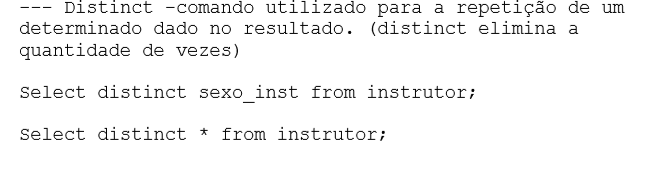 --- Distinct -comando utilizado para a repetição de um
determinado dado no resultado. (distinct elimina a
quantidade de vezes)
Select distinct sexo_inst from instrutor;
Select distinct * from instrutor;